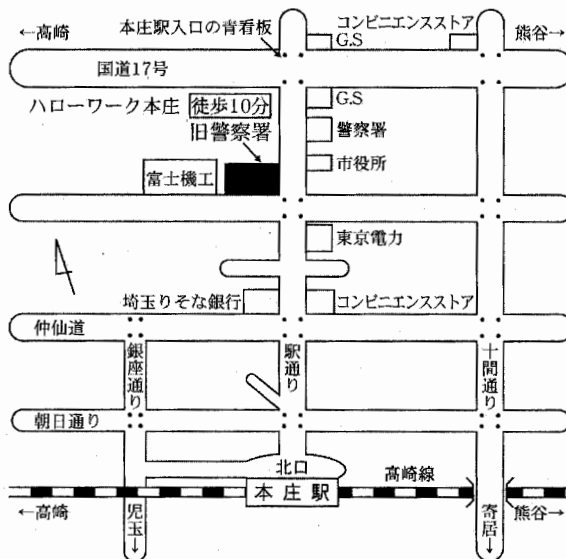 コンビニエンスストア
←高崎
本庄駅入口の青看板
G.S
熊谷→
国道17号
ハローワーク本庄 徒歩10分
G.S
旧警察署
警察署
市役所
富士機工
東京電力
埼玉りそな銀行
コンビニエンスストア
仲仙道
銀座通り
駅通り
十間通り
朝日通り
北口
高崎線
本庄駅
←高崎
児玉→
寄居→
熊谷→